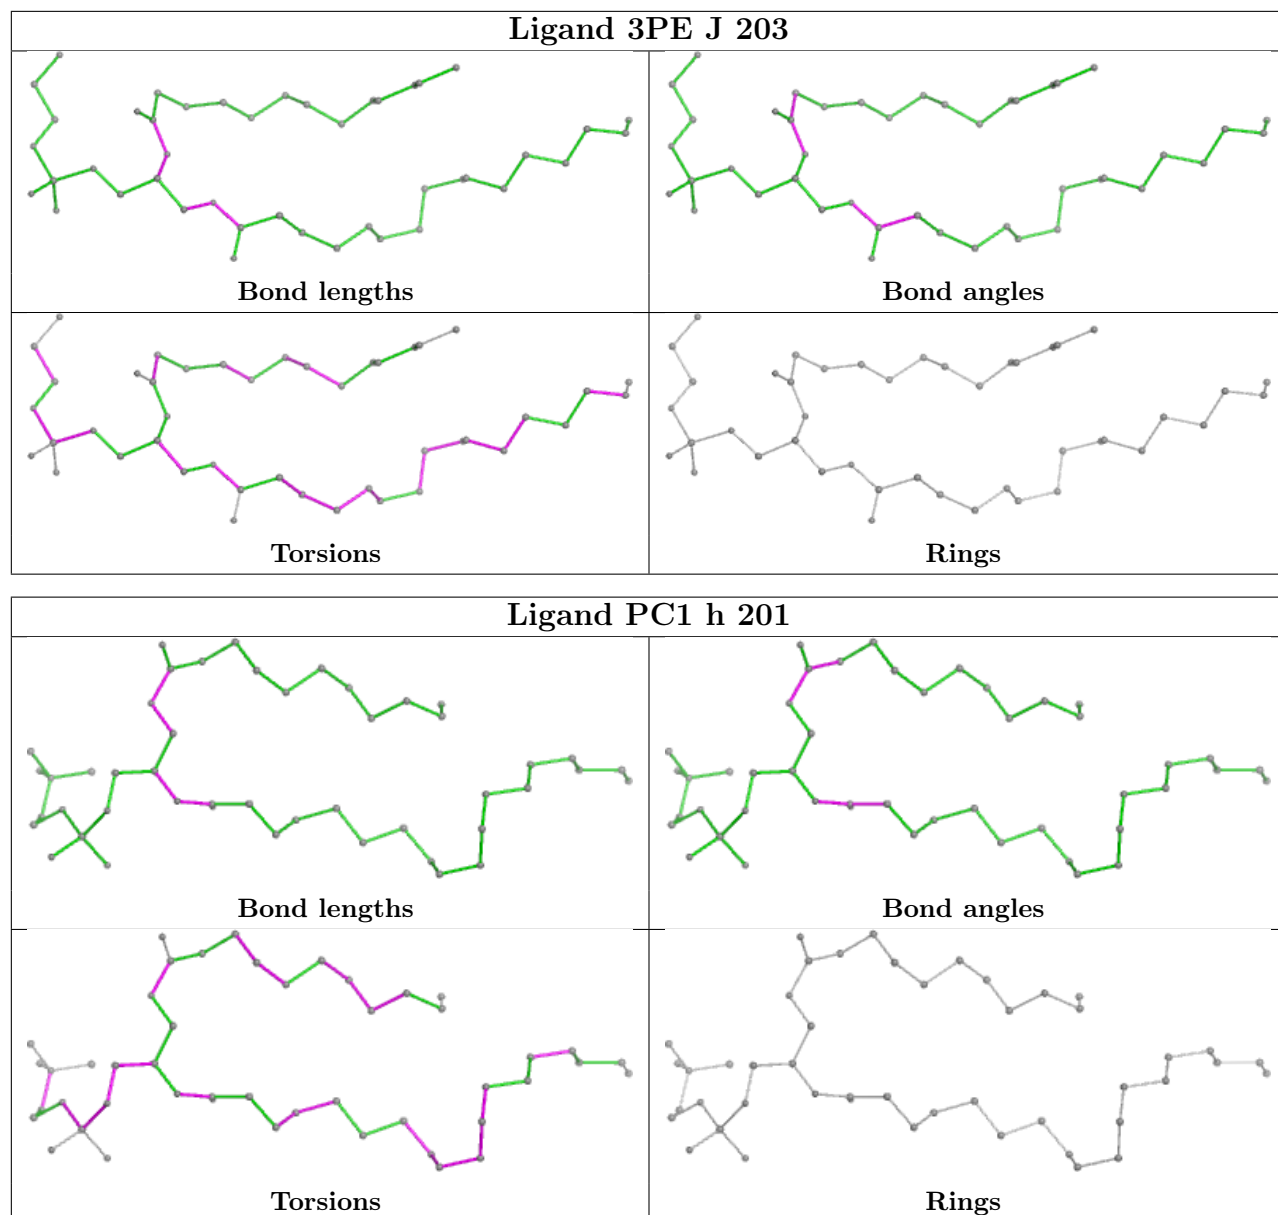 Ligand 3PE J 203
Bond lengths
Bond angles
Torsions
Rings
Ligand PC1 h 201
Bond lengths
Bond angles
Torsions
Rings